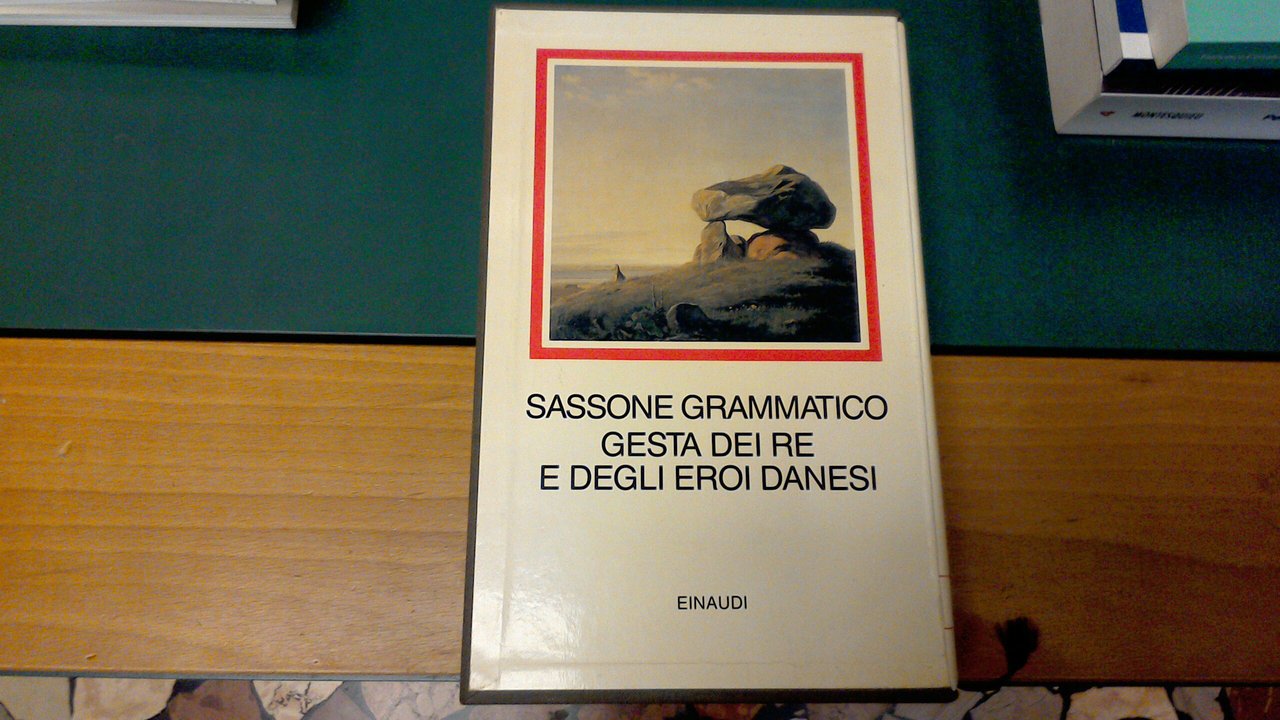 MONTESQUIEU
SASSONE GRAMMATICO
GESTA DEI RE
E DEGLI EROI DANESI
EINAUDI